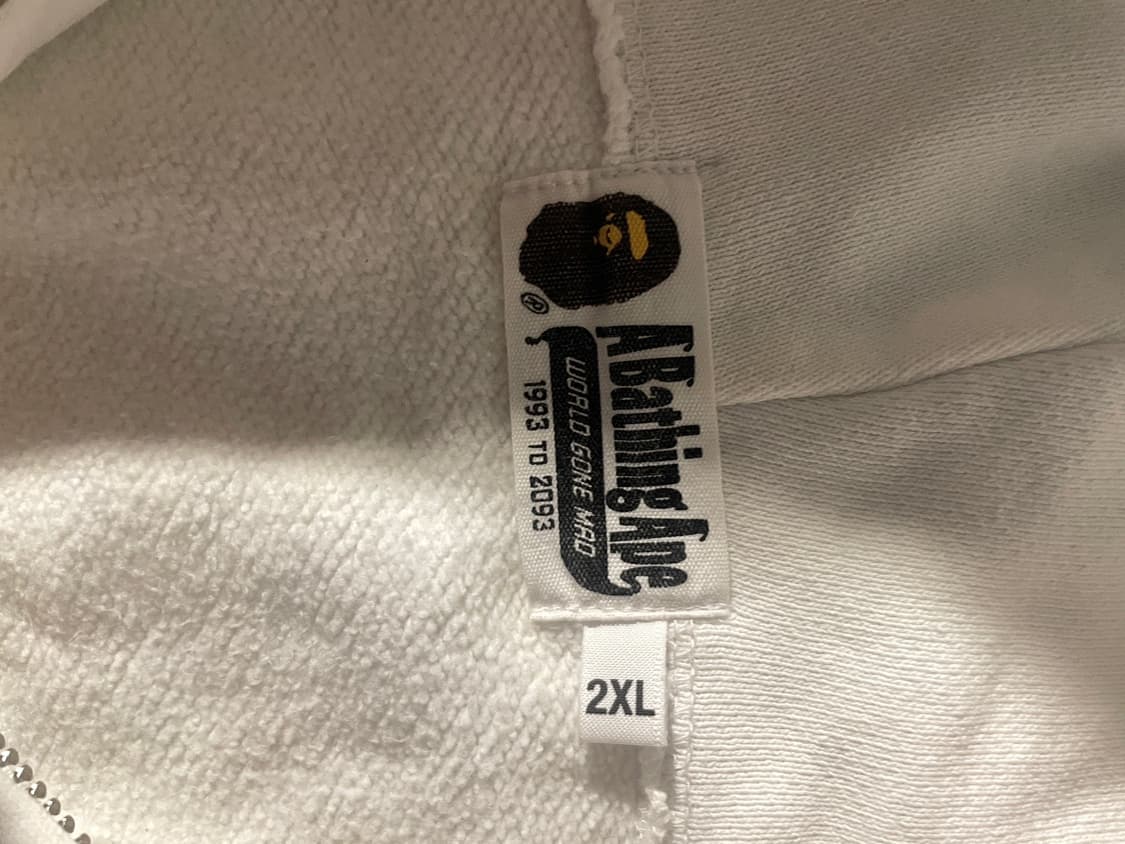 ®
A Bathing Ape
WORLD GONE MAD
1993 TO 2093
2XL